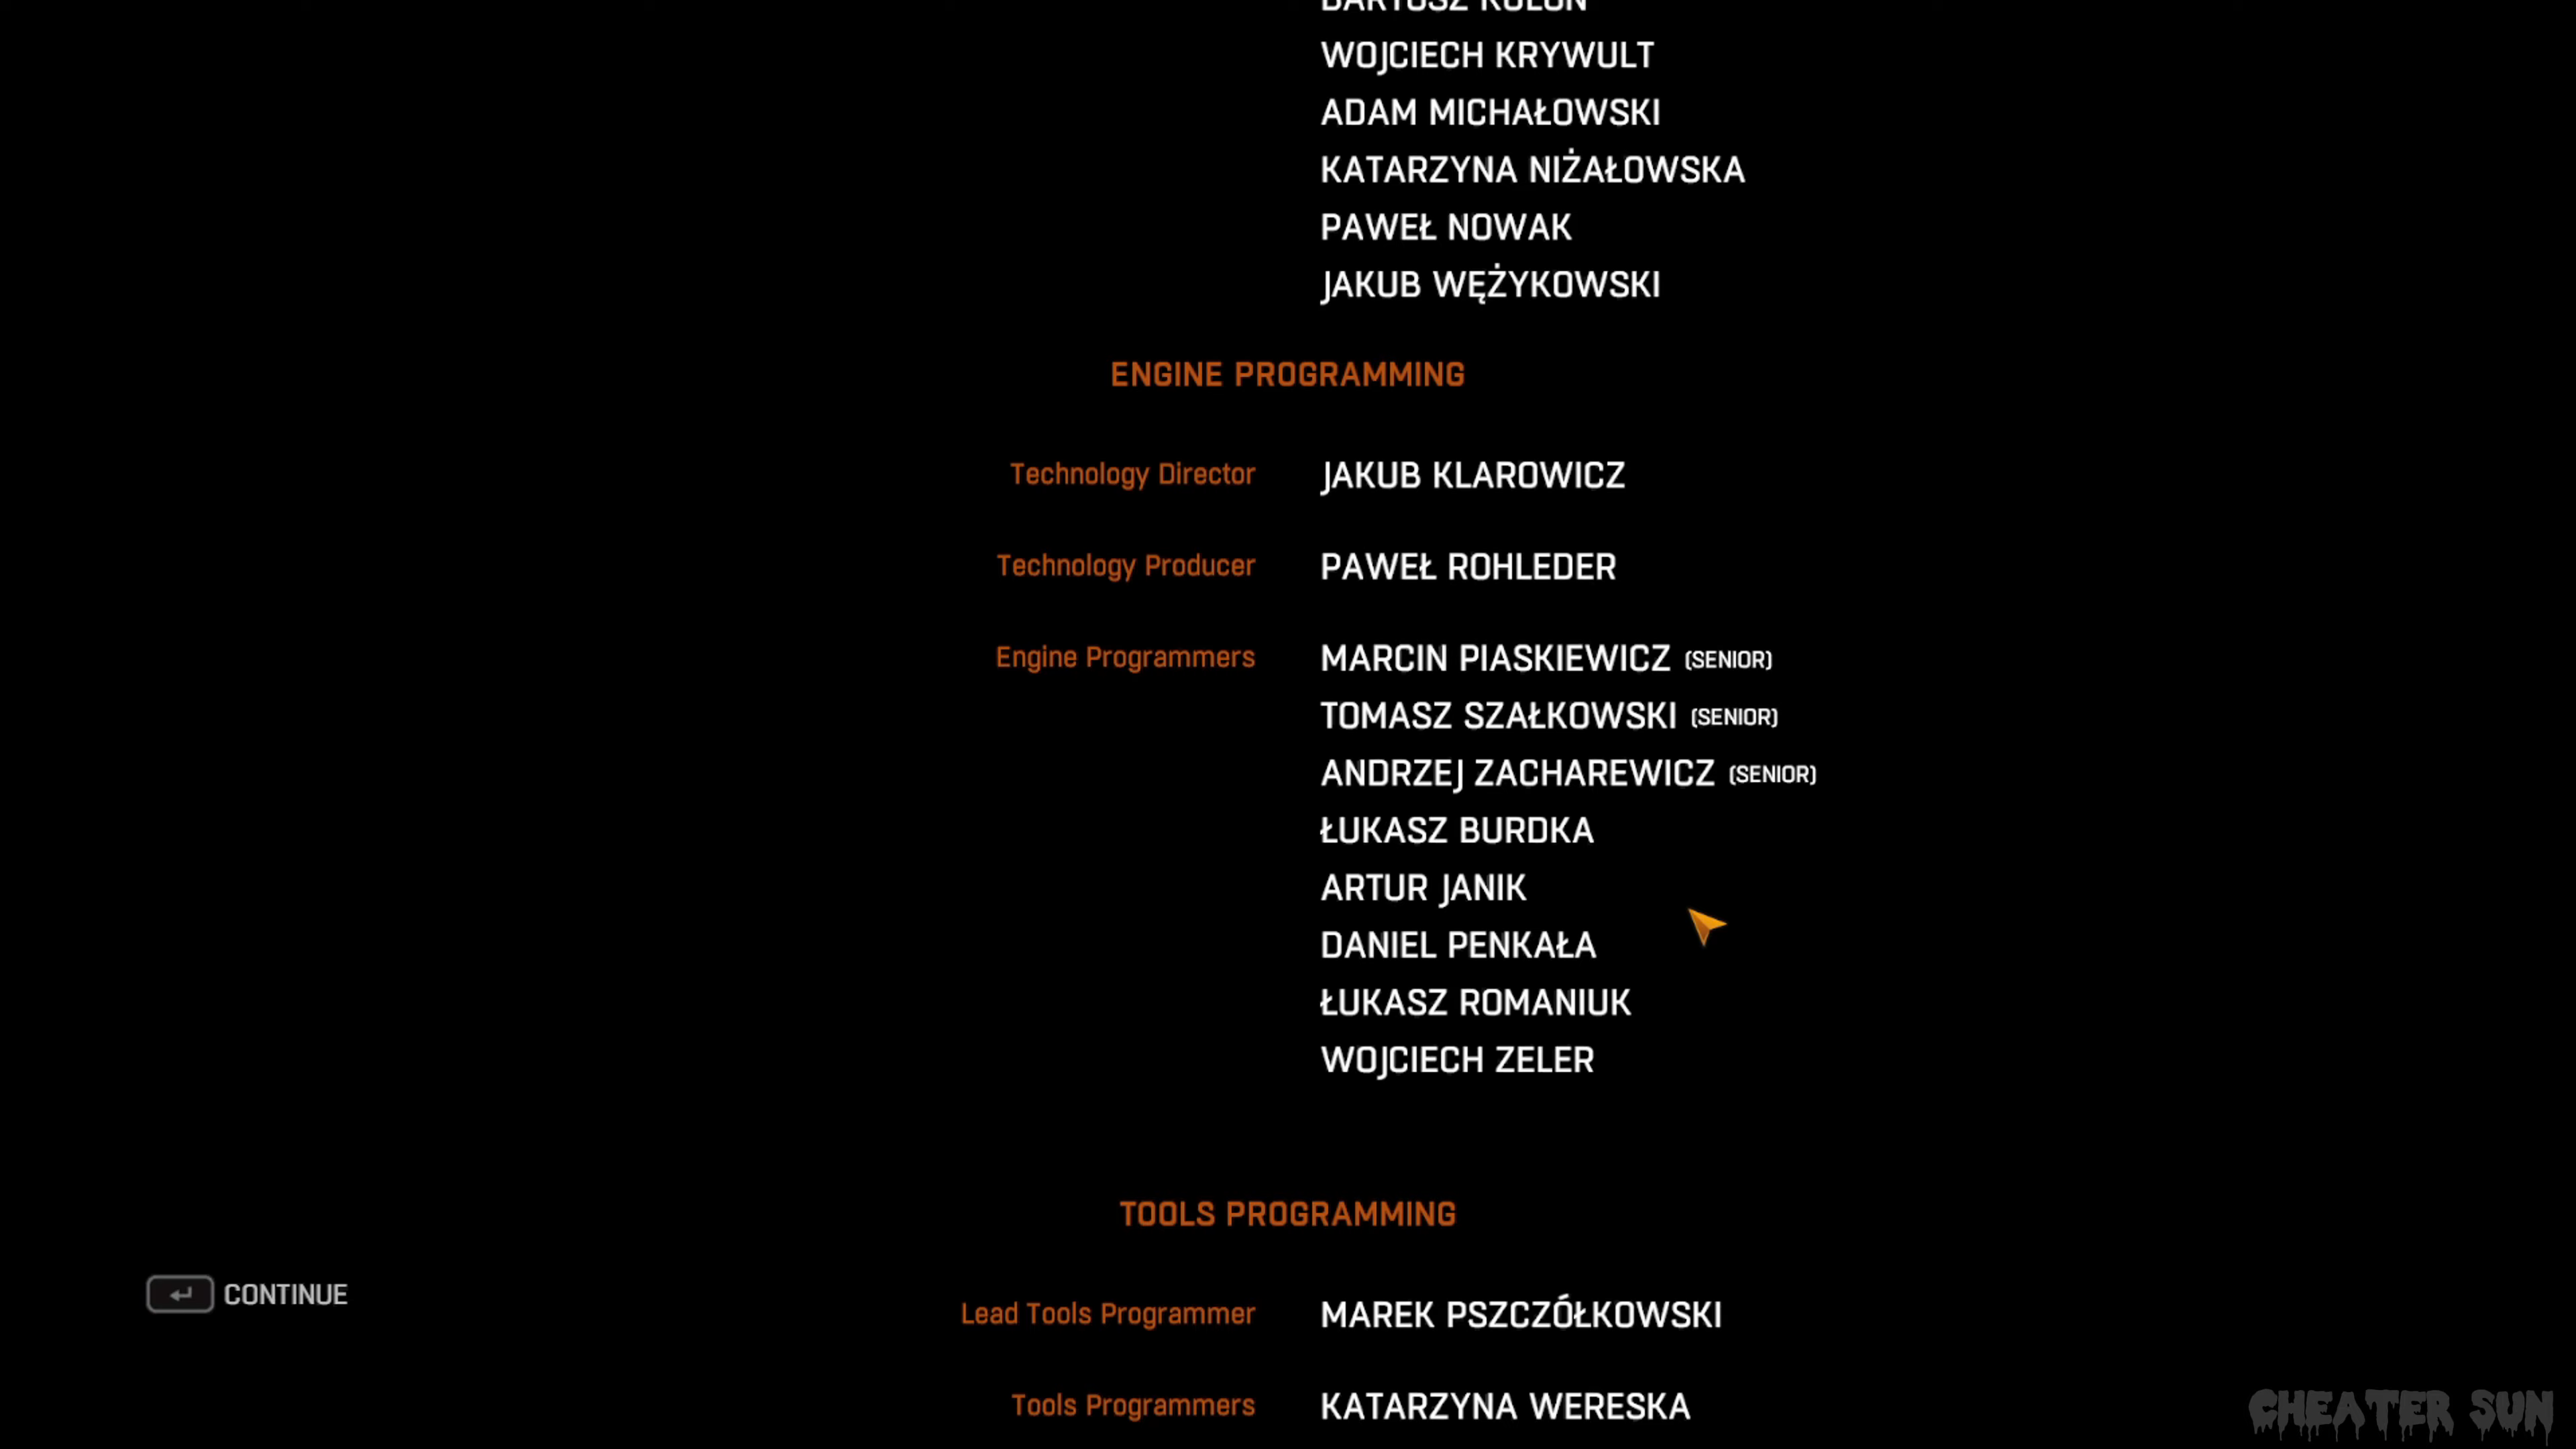 WOJCIECH KRYWULT
ADAM MICHAŁOWSKI
KATARZYNA NIŻAŁOWSKA
PAWEŁ NOWAK
JAKUB WĘŻYKOWSKI
ENGINE PROGRAMMING
Technology Director JAKUB KLAROWICZ
Technology Producer PAWEŁ ROHLEDER
Engine Programmers MARCIN PIASKIEWICZ (SENIOR)
TOMASZ SZAŁKOWSKI (SENIOR)
ANDRZEJ ZACHAREWICZ (SENIOR)
ŁUKASZ BURDKA
ARTUR JANIK
DANIEL PENKAŁA
ŁUKASZ ROMANIUK
WOJCIECH ZELER
TOOLS PROGRAMMING
CONTINUE
Lead Tools Programmer MAREK PSZCZÓŁKOWSKI
Tools Programmers KATARZYNA WERESKA
CHEATER SUN